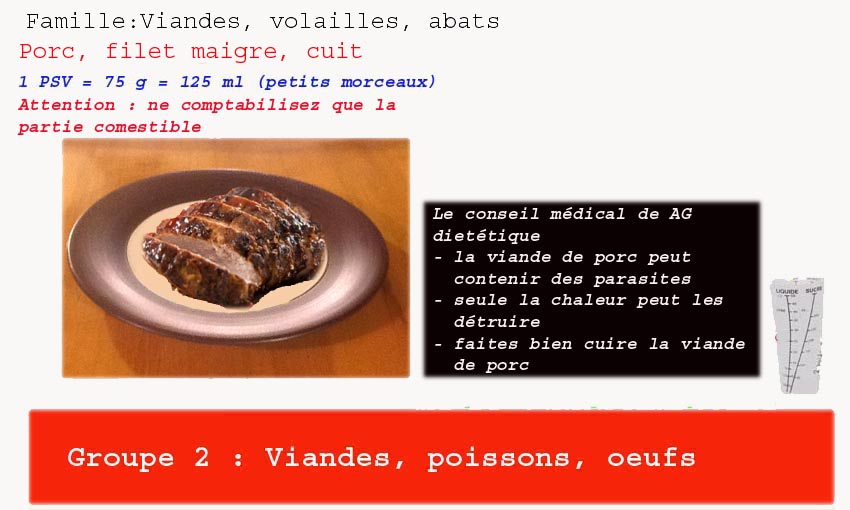 Famille:Viandes, volailles, abats
Porc, filet maigre, cuit
1 PSV = 75 g = 125 ml (petits morceaux)
Attention : ne comptabilisez que la
partie comestible
Le conseil médical de AG
dietétique
- la viande de porc peut
contenir des parasites
- seule la chaleur peut les
détruire
- faites bien cuire la viande
de porc
LIQUIDE SUCRE
Groupe 2 : Viandes, poissons, oeufs